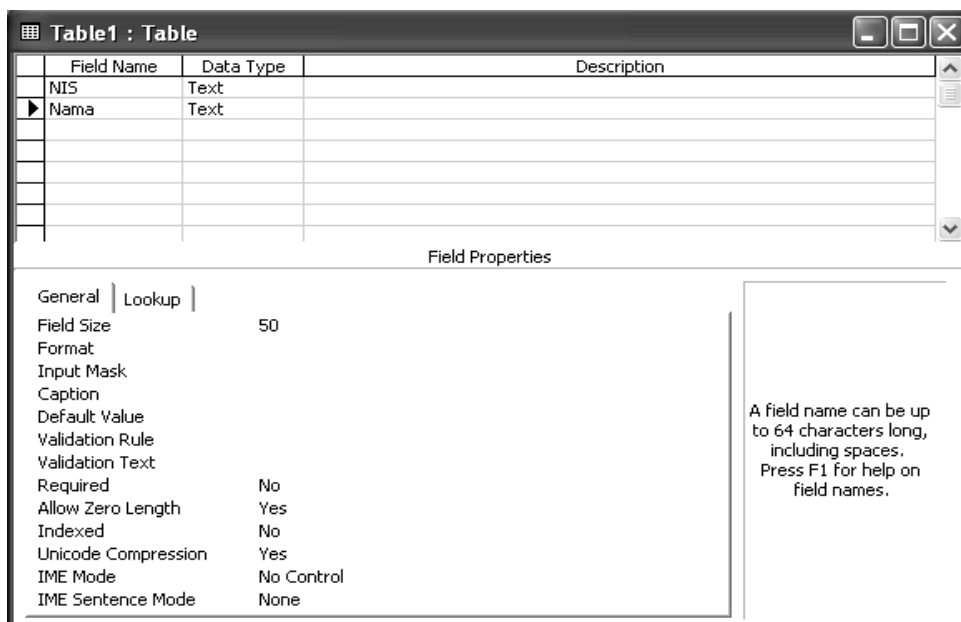 Table1 : Table
Field Name Data Type Description
NIS Text
Nama Text
Field Properties
General Lookup
Field Size 50
Format
Input Mask
Caption
Default Value
Validation Rule
Validation Text
Required No
Allow Zero Length Yes
Indexed No
Unicode Compression Yes
IME Mode No Control
IME Sentence Mode None
A field name can be up
to 64 characters long,
including spaces.
Press F1 for help on
field names.